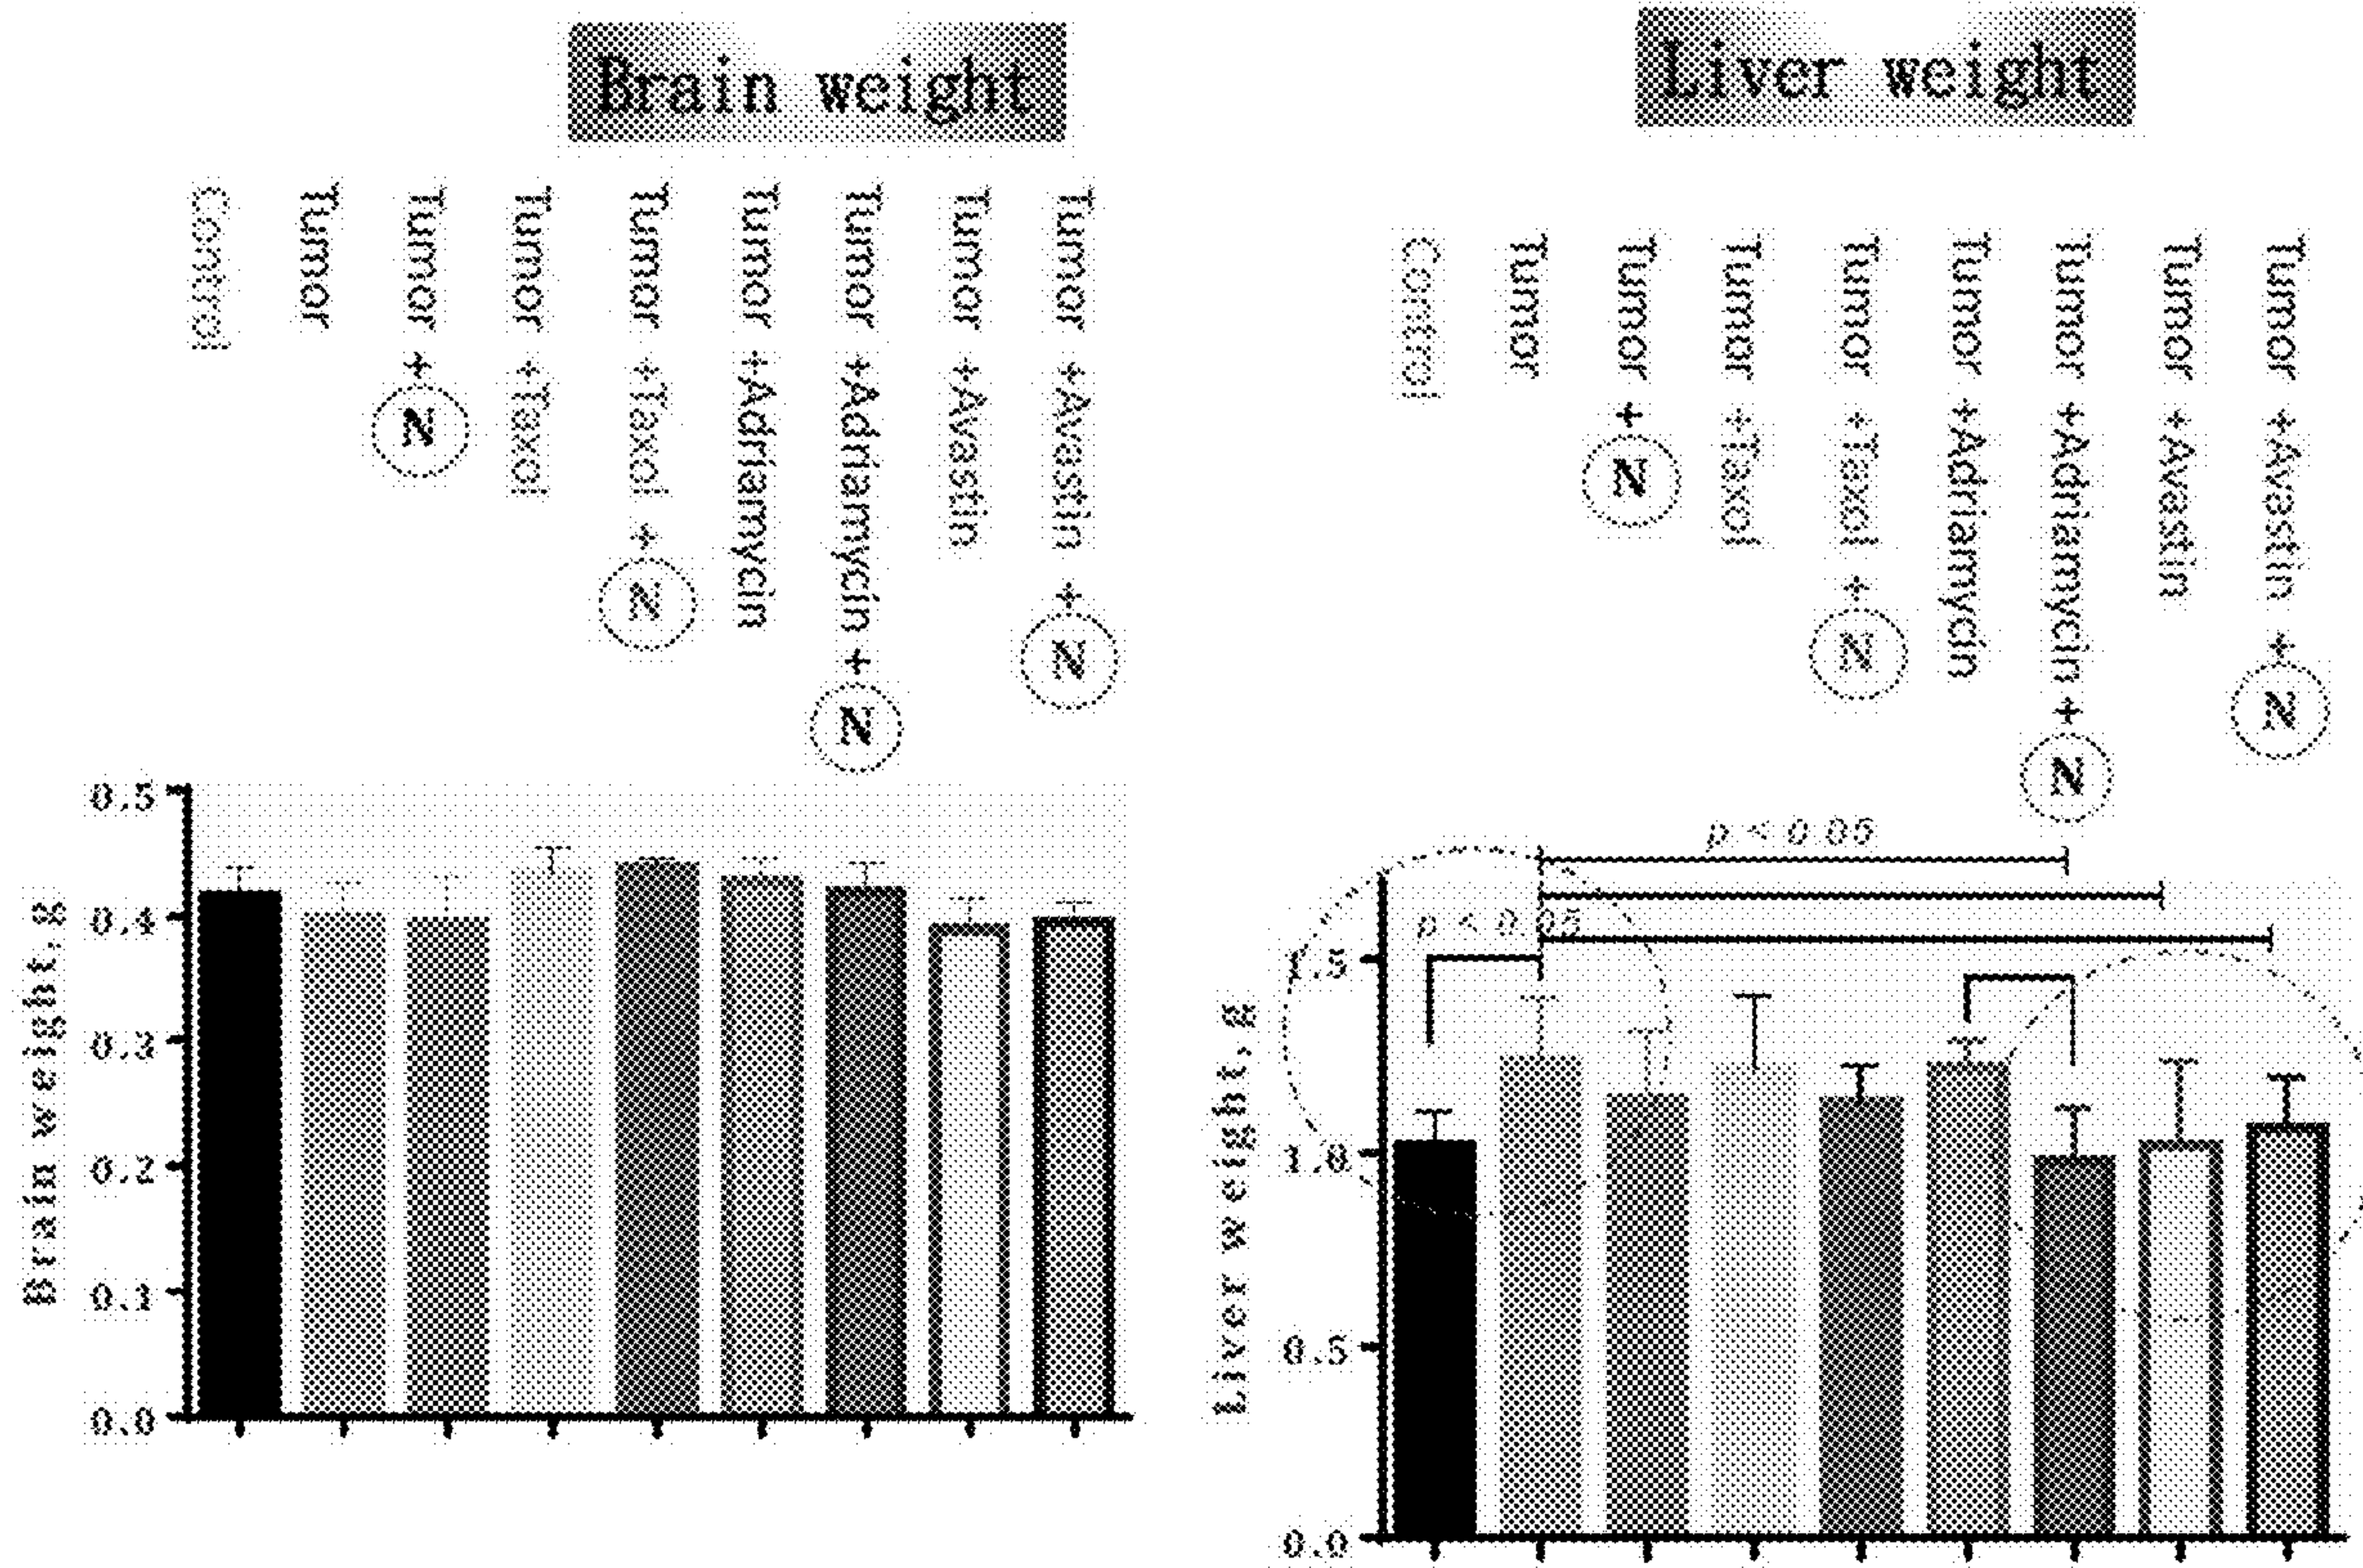 Brain weight
Control
Tumor
Tumor + N
Tumor +Taxol
Tumor +Taxol + N
Tumor +Adriamycin
Tumor +Adriamycin + N
Tumor +Avastin
Tumor +Avastin + N
Brain weight, g
0.5
0.4
0.3
0.2
0.1
0.0
Liver weight
Control
Tumor
Tumor + N
Tumor +Taxol
Tumor +Taxol + N
Tumor +Adriamycin
Tumor +Adriamycin + N
Tumor +Avastin
Tumor +Avastin + N
p < 0.05
p < 0.05
Liver weight, g
1.5
1.0
0.5
0.0